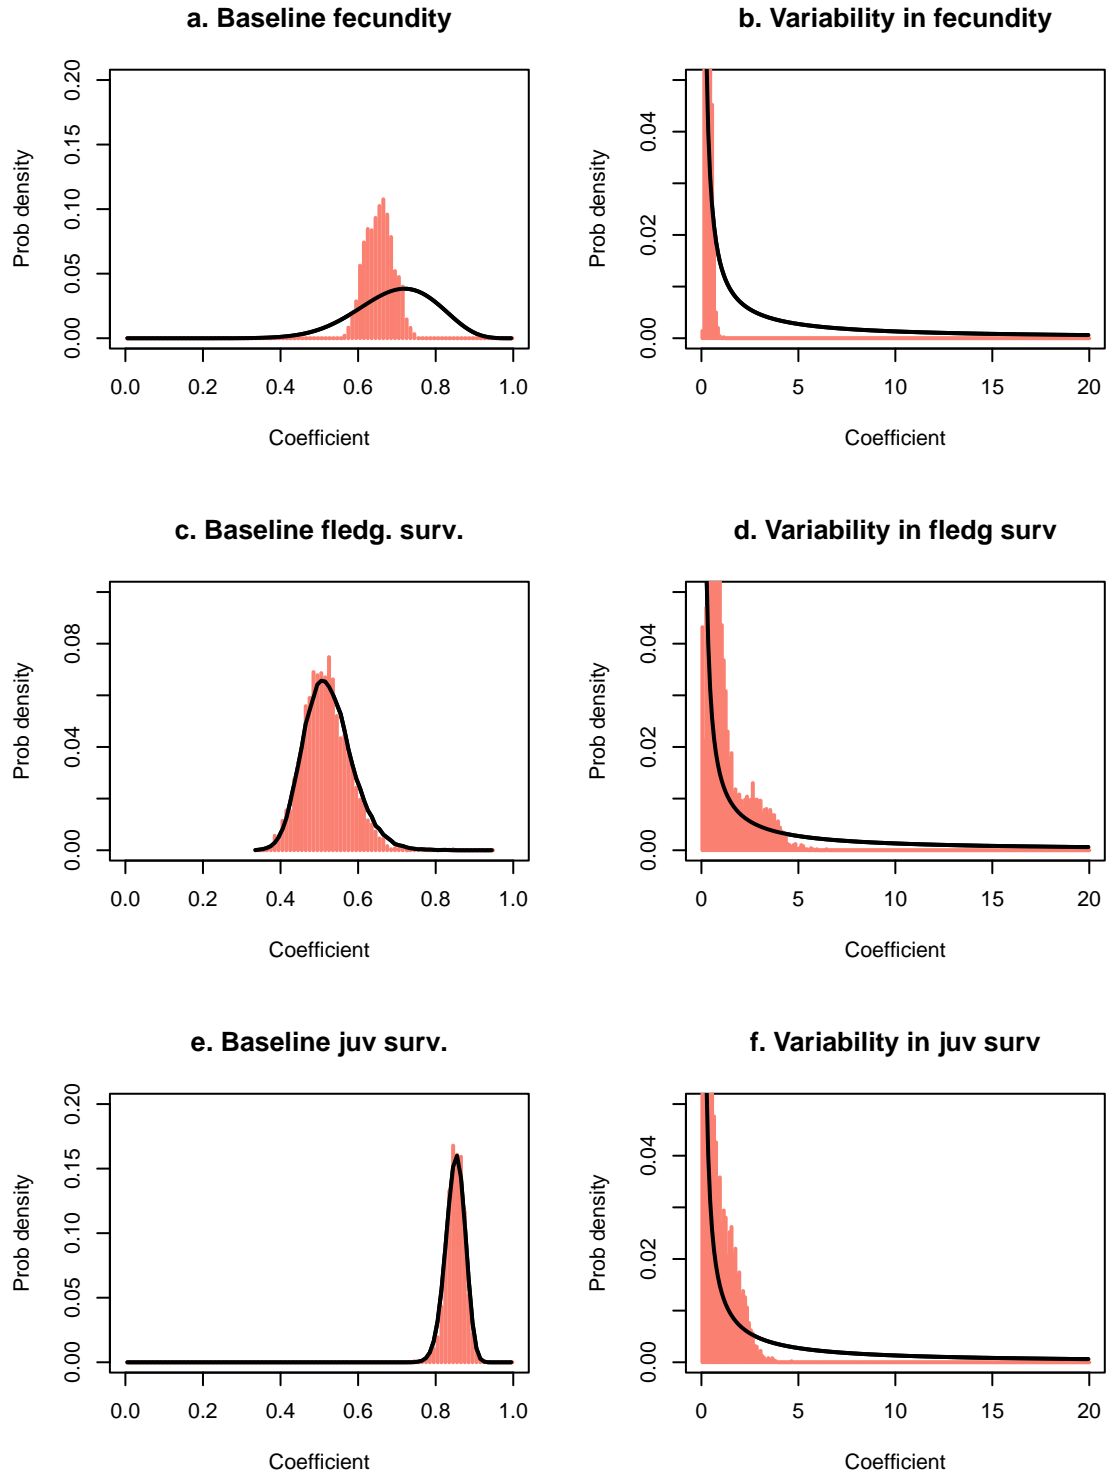 a. Baseline fecundity
Prob density
0.00 0.05 0.10 0.15 0.20
0.0 0.2 0.4 0.6 0.8 1.0
Coefficient
b. Variability in fecundity
Prob density
0.00 0.02 0.04
0 5 10 15 20
Coefficient
c. Baseline fledg. surv.
Prob density
0.00 0.04 0.08
0.0 0.2 0.4 0.6 0.8 1.0
Coefficient
d. Variability in fledg surv
Prob density
0.00 0.02 0.04
0 5 10 15 20
Coefficient
e. Baseline juv surv.
Prob density
0.00 0.05 0.10 0.15 0.20
0.0 0.2 0.4 0.6 0.8 1.0
Coefficient
f. Variability in juv surv
Prob density
0.00 0.02 0.04
0 5 10 15 20
Coefficient